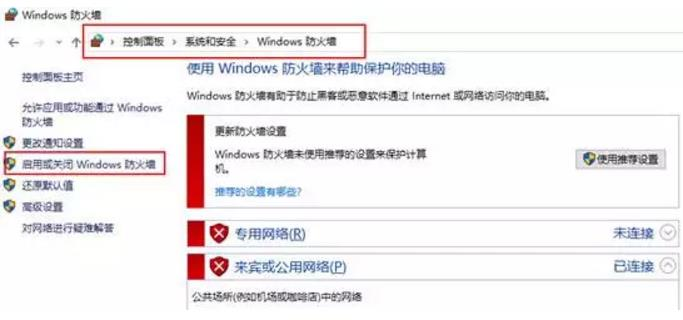 Windows 防火墙
控制面板 › 系统和安全 › Windows 防火墙
控制面板主页
允许应用或功能通过 Windows
防火墙
更改通知设置
启用或关闭 Windows 防火墙
还原默认值
高级设置
对网络进行疑难解答
使用 Windows 防火墙来帮助保护你的电脑
Windows 防火墙有助于防止黑客或恶意软件通过 Internet 或网络访问你的电脑。
更新防火墙设置
Windows 防火墙未使用推荐的设置来保护计算
机。
使用推荐设置
推荐的设置有哪些?
专用网络(R) 未连接
来宾或公用网络(P) 已连接
公共场所(例如机场或咖啡店)中的网络